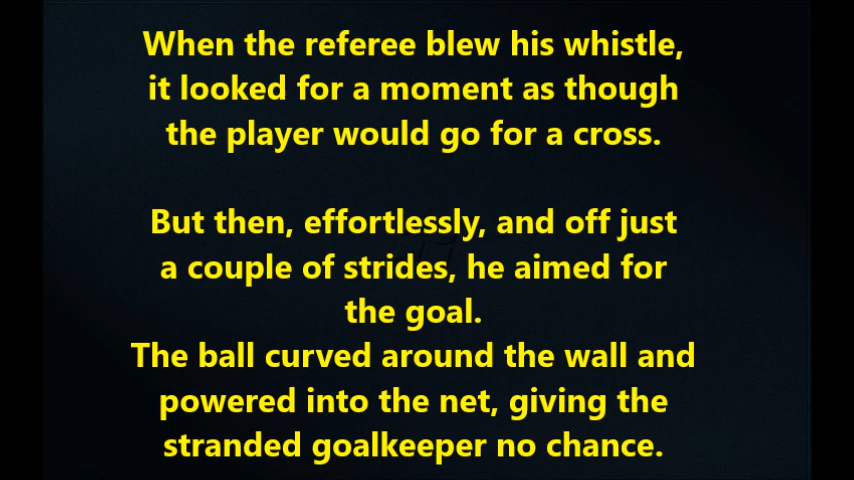 When the referee blew his whistle,
it looked for a moment as though
the player would go for a cross.
But then, effortlessly, and off just
a couple of strides, he aimed for
the goal.
The ball curved around the wall and
powered into the net, giving the
stranded goalkeeper no chance.